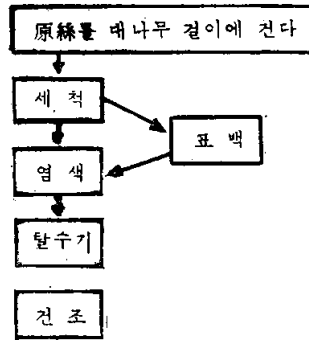 原絲를 대나무 걸이에 친다
세 척
표 백
염 색
탈수기
건 조